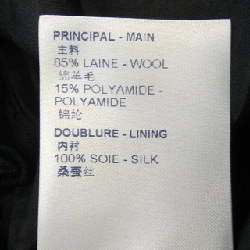 PRINCIPAL - MAIN
主料
85% LAINE - WOOL
绵羊毛
15% POLYAMIDE -
POLYAMIDE
锦纶
DOUBLURE - LINING
内衬
100% SOIE - SILK
桑蚕丝